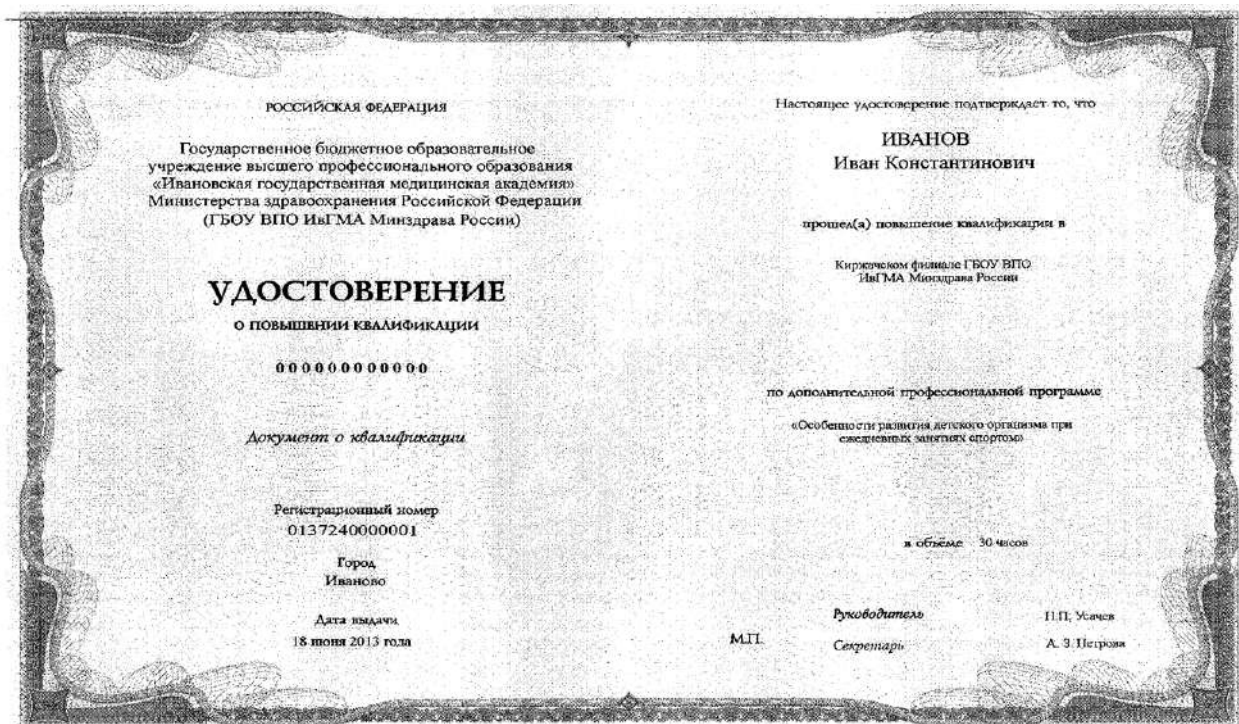 РОССИЙСКАЯ ФЕДЕРАЦИЯ
Государственное бюджетное образовательное
учреждение высшего профессионального образования
«Ивановская государственная медицинская академия»
Министерства здравоохранения Российской Федерации
(ГБОУ ВПО ИвГМА Минздрава России)
УДОСТОВЕРЕНИЕ
О ПОВЫШЕНИИ КВАЛИФИКАЦИИ
000000000000
Документ о квалификации
Регистрационный номер
0137240000001
Город
Иваново
Дата выдачи
18 июня 2013 года
Настоящее удостоверение подтверждает то, что
ИВАНОВ
Иван Константинович
прошел(а) повышение квалификации в
Киржачском филиале ГБОУ ВПО
ИвГМА Минздрава России
по дополнительной профессиональной программе
«Особенности развития детского организма при
ежедневных занятиях спортом»
в объёме 30 часов
Руководитель П.П. Усачев
М.П.
Секретарь А. З. Петрова